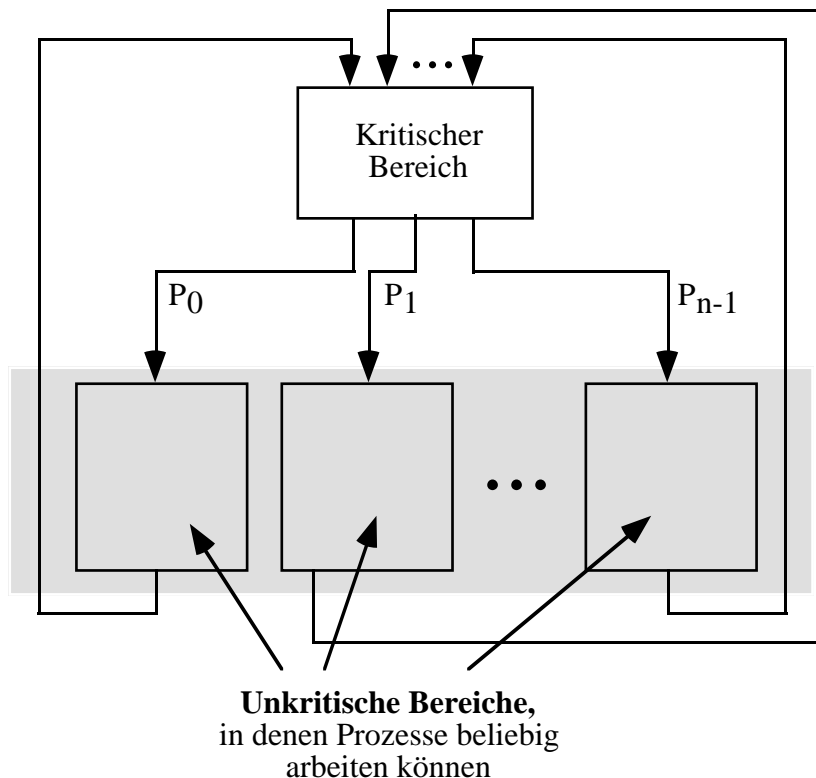 Kritischer
Bereich
P0 P1 Pn-1
Unkritische Bereiche,
in denen Prozesse beliebig
arbeiten können